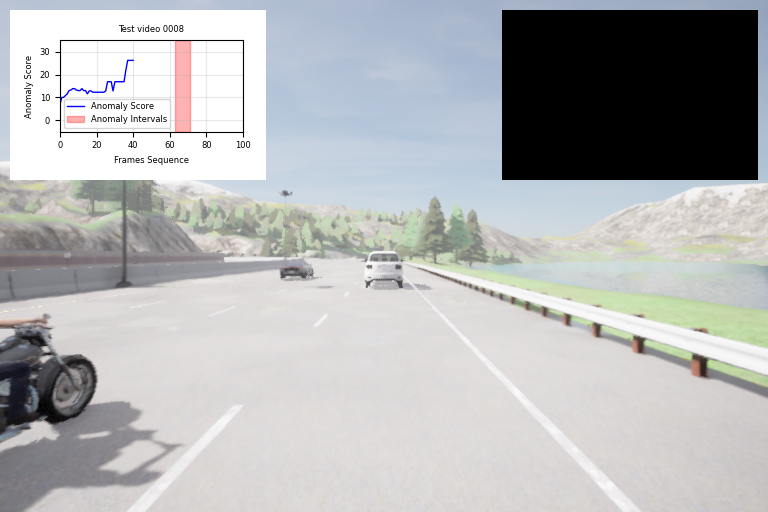 Test video 0008
Anomaly Score
30
20
10
0
Anomaly Score
Anomaly Intervals
0 20 40 60 80 100
Frames Sequence